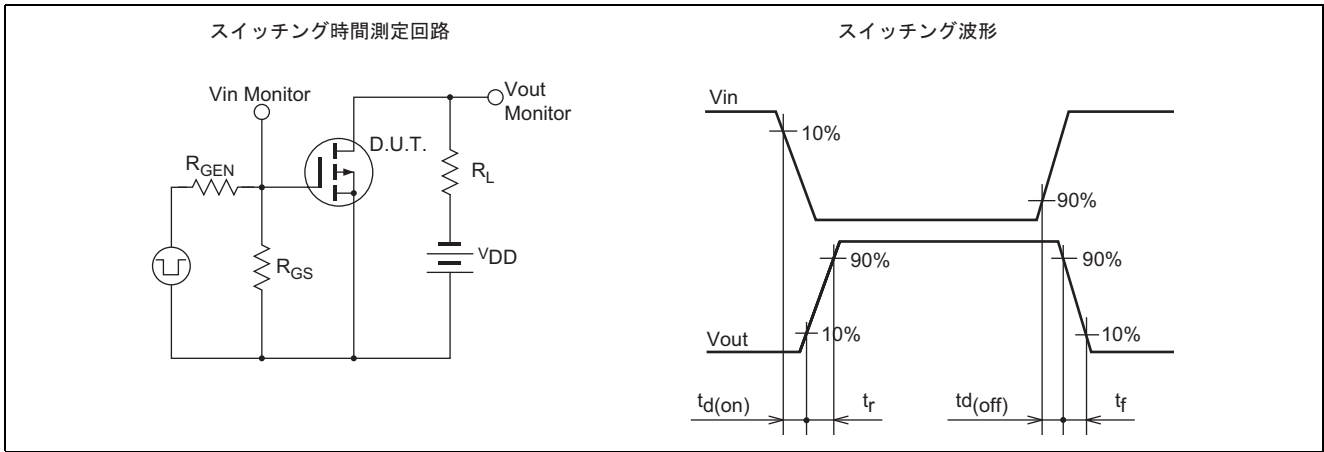 スイッチング時間測定回路
Vin Monitor
Vout
Monitor
D.U.T.
RGEN
RL
RGS
VDD
スイッチング波形
Vin
10%
90%
90%
90%
Vout
10%
10%
td(on)
tr
td(off)
tf